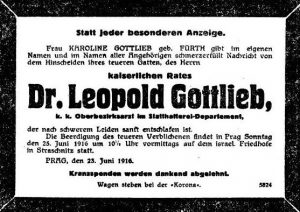 Statt jeder besonderen Anzeige.
Frau KAROLINE GOTTLIEB geb. FÜRTH gibt im eigenen
Namen und im Namen aller Angehörigen schmerzerfüllt Nachricht von
dem Hinscheiden ihres teueren Gatten, des Herrn
kaiserlichen Rates
Dr. Leopold Gottlieb,
k. k. Oberbezirksarzt im Statthalterei-Departement,
der nach schwerem Leiden sanft entschlafen ist.
Die Beerdigung des teueren Verblichenen findet in Prag Sonntag
den 25. Juni 1916 um 10¼ Uhr vormittags auf dem israel. Friedhofe
in Straschnitz statt.
PRAG, den 23. Juni 1916.
Kranzspenden werden dankend abgelehnt.
Wagen stehen bei der «Korona». 5824